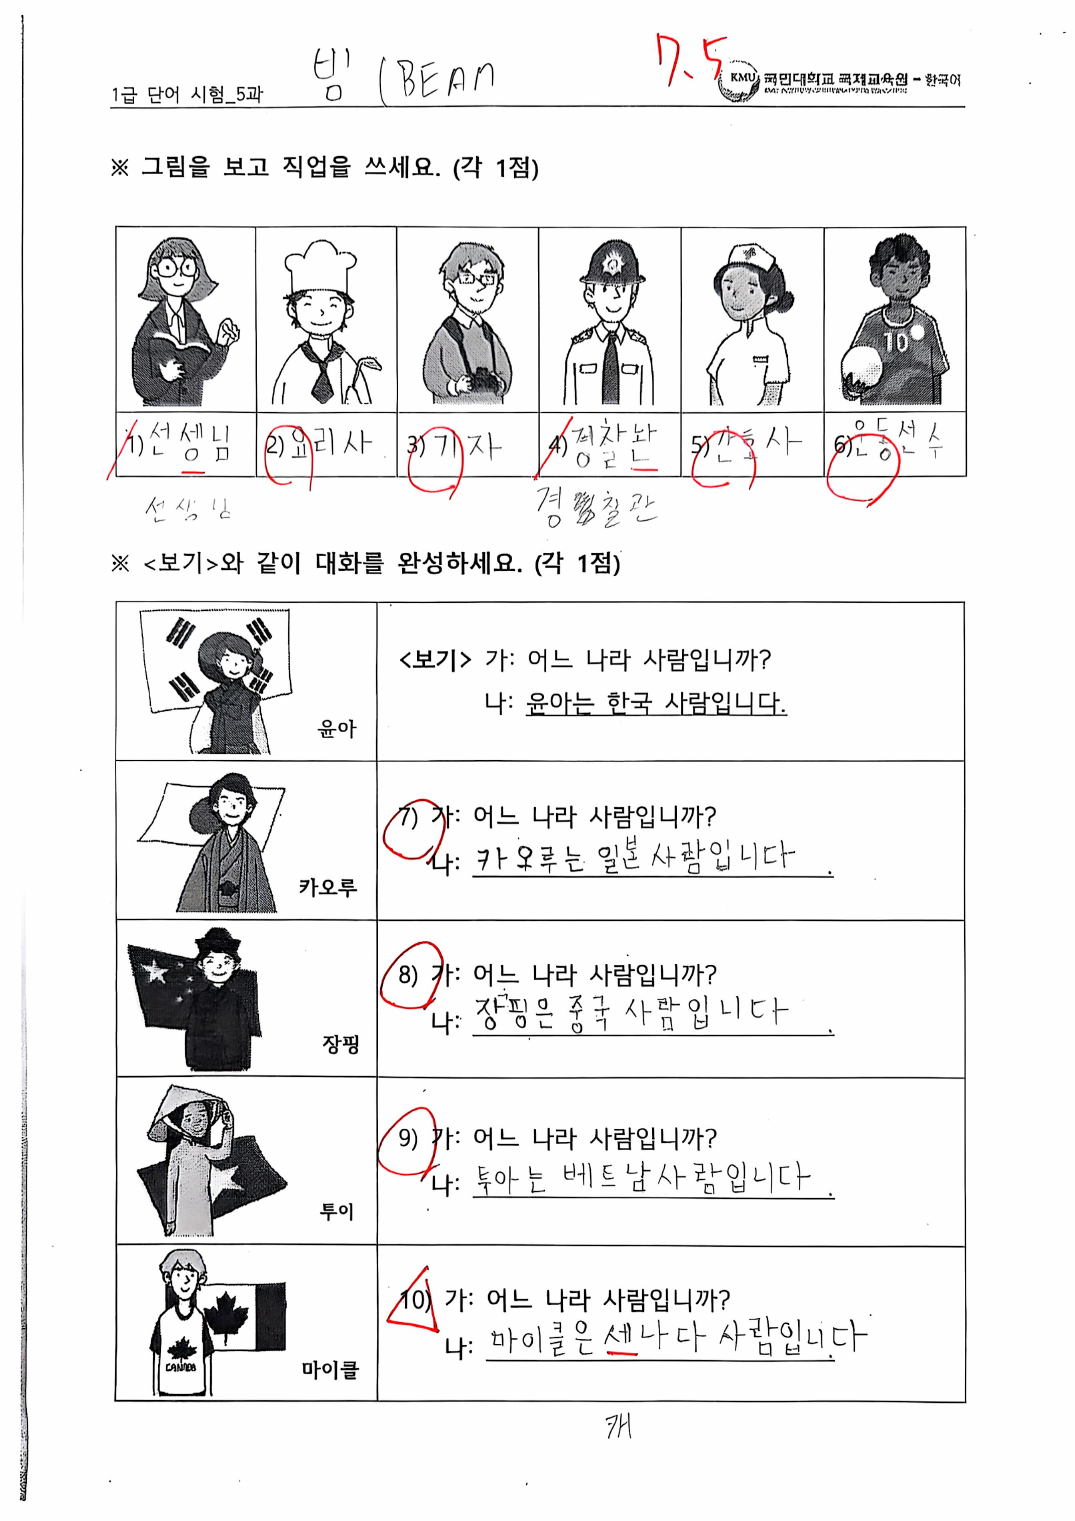 빔 (BEAM
7.5
1급 단어 시험_5과
KMU 국민대학교 국제교육원 - 한국어
※ 그림을 보고 직업을 쓰세요. (각 1점)
10
1) 선셍님 2) 요리사 3) 기자 4) 경찰놘 5) 간호사 6) 운동선수
선생님 경찰관
※ <보기>와 같이 대화를 완성하세요. (각 1점)
윤아
<보기> 가: 어느 나라 사람입니까?
나: 윤아는 한국 사람입니다.
카오루
7) 가: 어느 나라 사람입니까?
나: 카오루는 일본 사람입니다.
장핑
8) 가: 어느 나라 사람입니까?
나: 장핑은 중국 사람입니다.
투이
9) 가: 어느 나라 사람입니까?
나: 투아는 베트남 사람입니다.
CANADA
마이클
10) 가: 어느 나라 사람입니까?
나: 마이클은 세나다 사람입니다.
캐